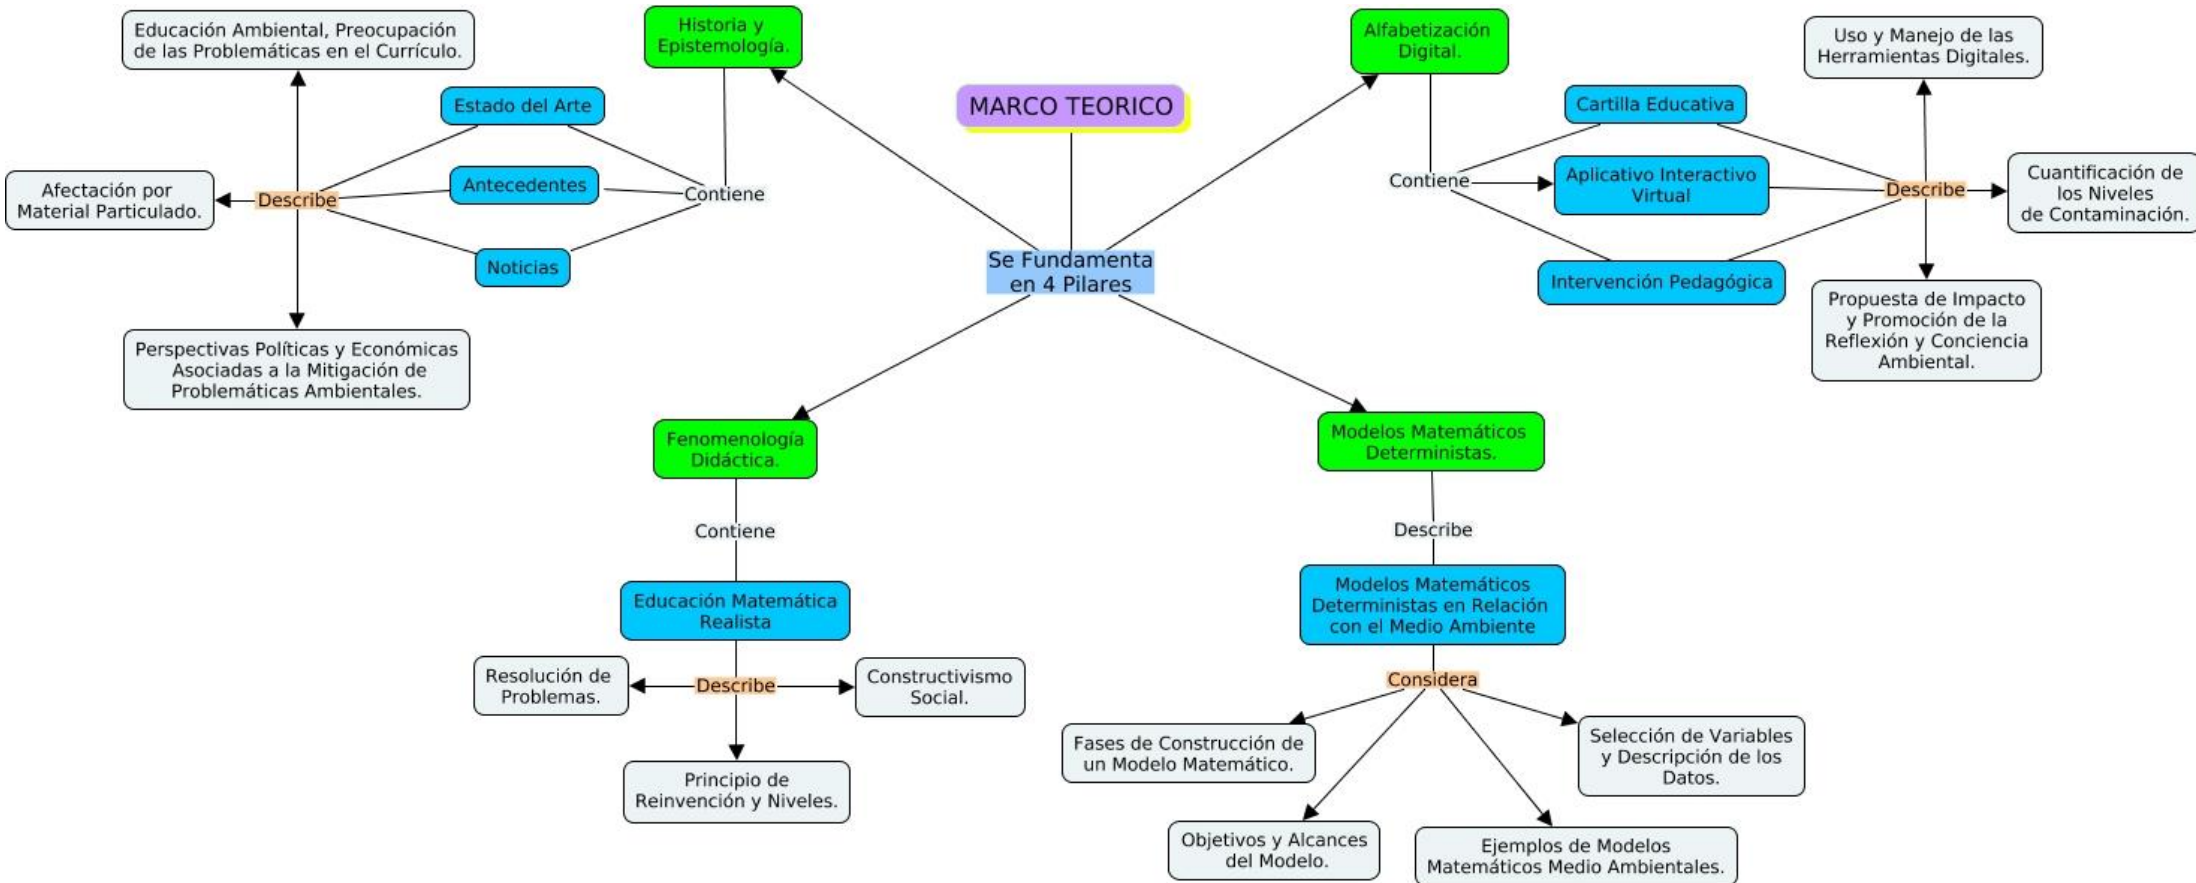 MARCO TEORICO
Se Fundamenta
en 4 Pilares
Historia y
Epistemología.
Contiene
Estado del Arte
Antecedentes
Noticias
Describe
Educación Ambiental, Preocupación
de las Problemáticas en el Currículo.
Afectación por
Material Particulado.
Perspectivas Políticas y Económicas
Asociadas a la Mitigación de
Problemáticas Ambientales.
Alfabetización
Digital.
Contiene
Cartilla Educativa
Aplicativo Interactivo
Virtual
Intervención Pedagógica
Describe
Uso y Manejo de las
Herramientas Digitales.
Cuantificación de
los Niveles
de Contaminación.
Propuesta de Impacto
y Promoción de la
Reflexión y Conciencia
Ambiental.
Fenomenología
Didáctica.
Contiene
Educación Matemática
Realista
Describe
Resolución de
Problemas.
Constructivismo
Social.
Principio de
Reinvención y Niveles.
Modelos Matemáticos
Deterministas.
Describe
Modelos Matemáticos
Deterministas en Relación
con el Medio Ambiente
Considera
Fases de Construcción de
un Modelo Matemático.
Objetivos y Alcances
del Modelo.
Ejemplos de Modelos
Matemáticos Medio Ambientales.
Selección de Variables
y Descripción de los
Datos.